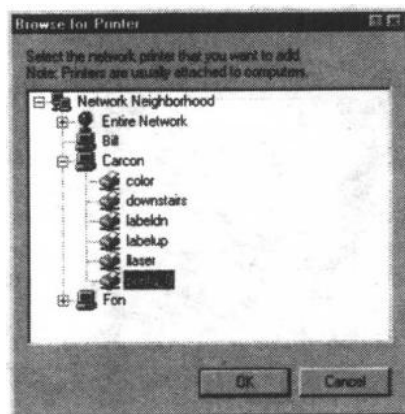 Browse for Printer
Select the network printer that you want to add.
Note: Printers are usually attached to computers.
Network Neighborhood
Entire Network
Bill
Carcon
color
downstairs
labeldn
labelup
llaser
Fon
OK
Cancel